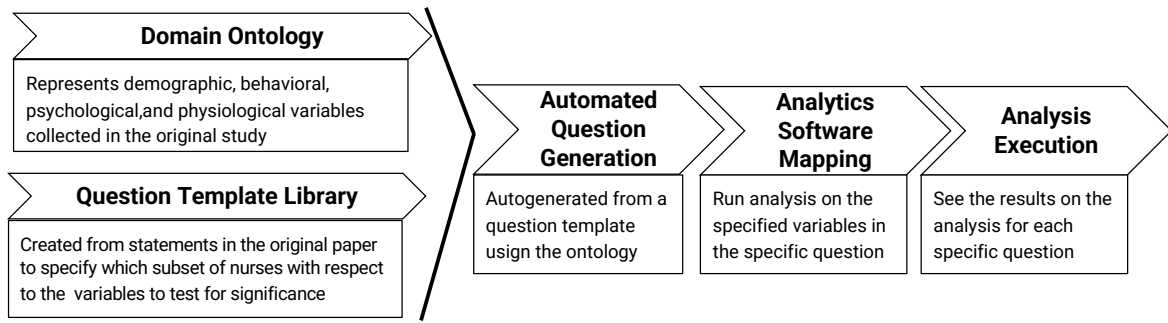 Domain Ontology
Represents demographic, behavioral,
psychological,and physiological variables
collected in the original study
Question Template Library
Created from statements in the original paper
to specify which subset of nurses with respect
to the variables to test for significance
Automated
Question
Generation
Autogenerated from a
question template
usign the ontology
Analytics
Software
Mapping
Run analysis on the
specified variables in
the specific question
Analysis
Execution
See the results on the
analysis for each
specific question